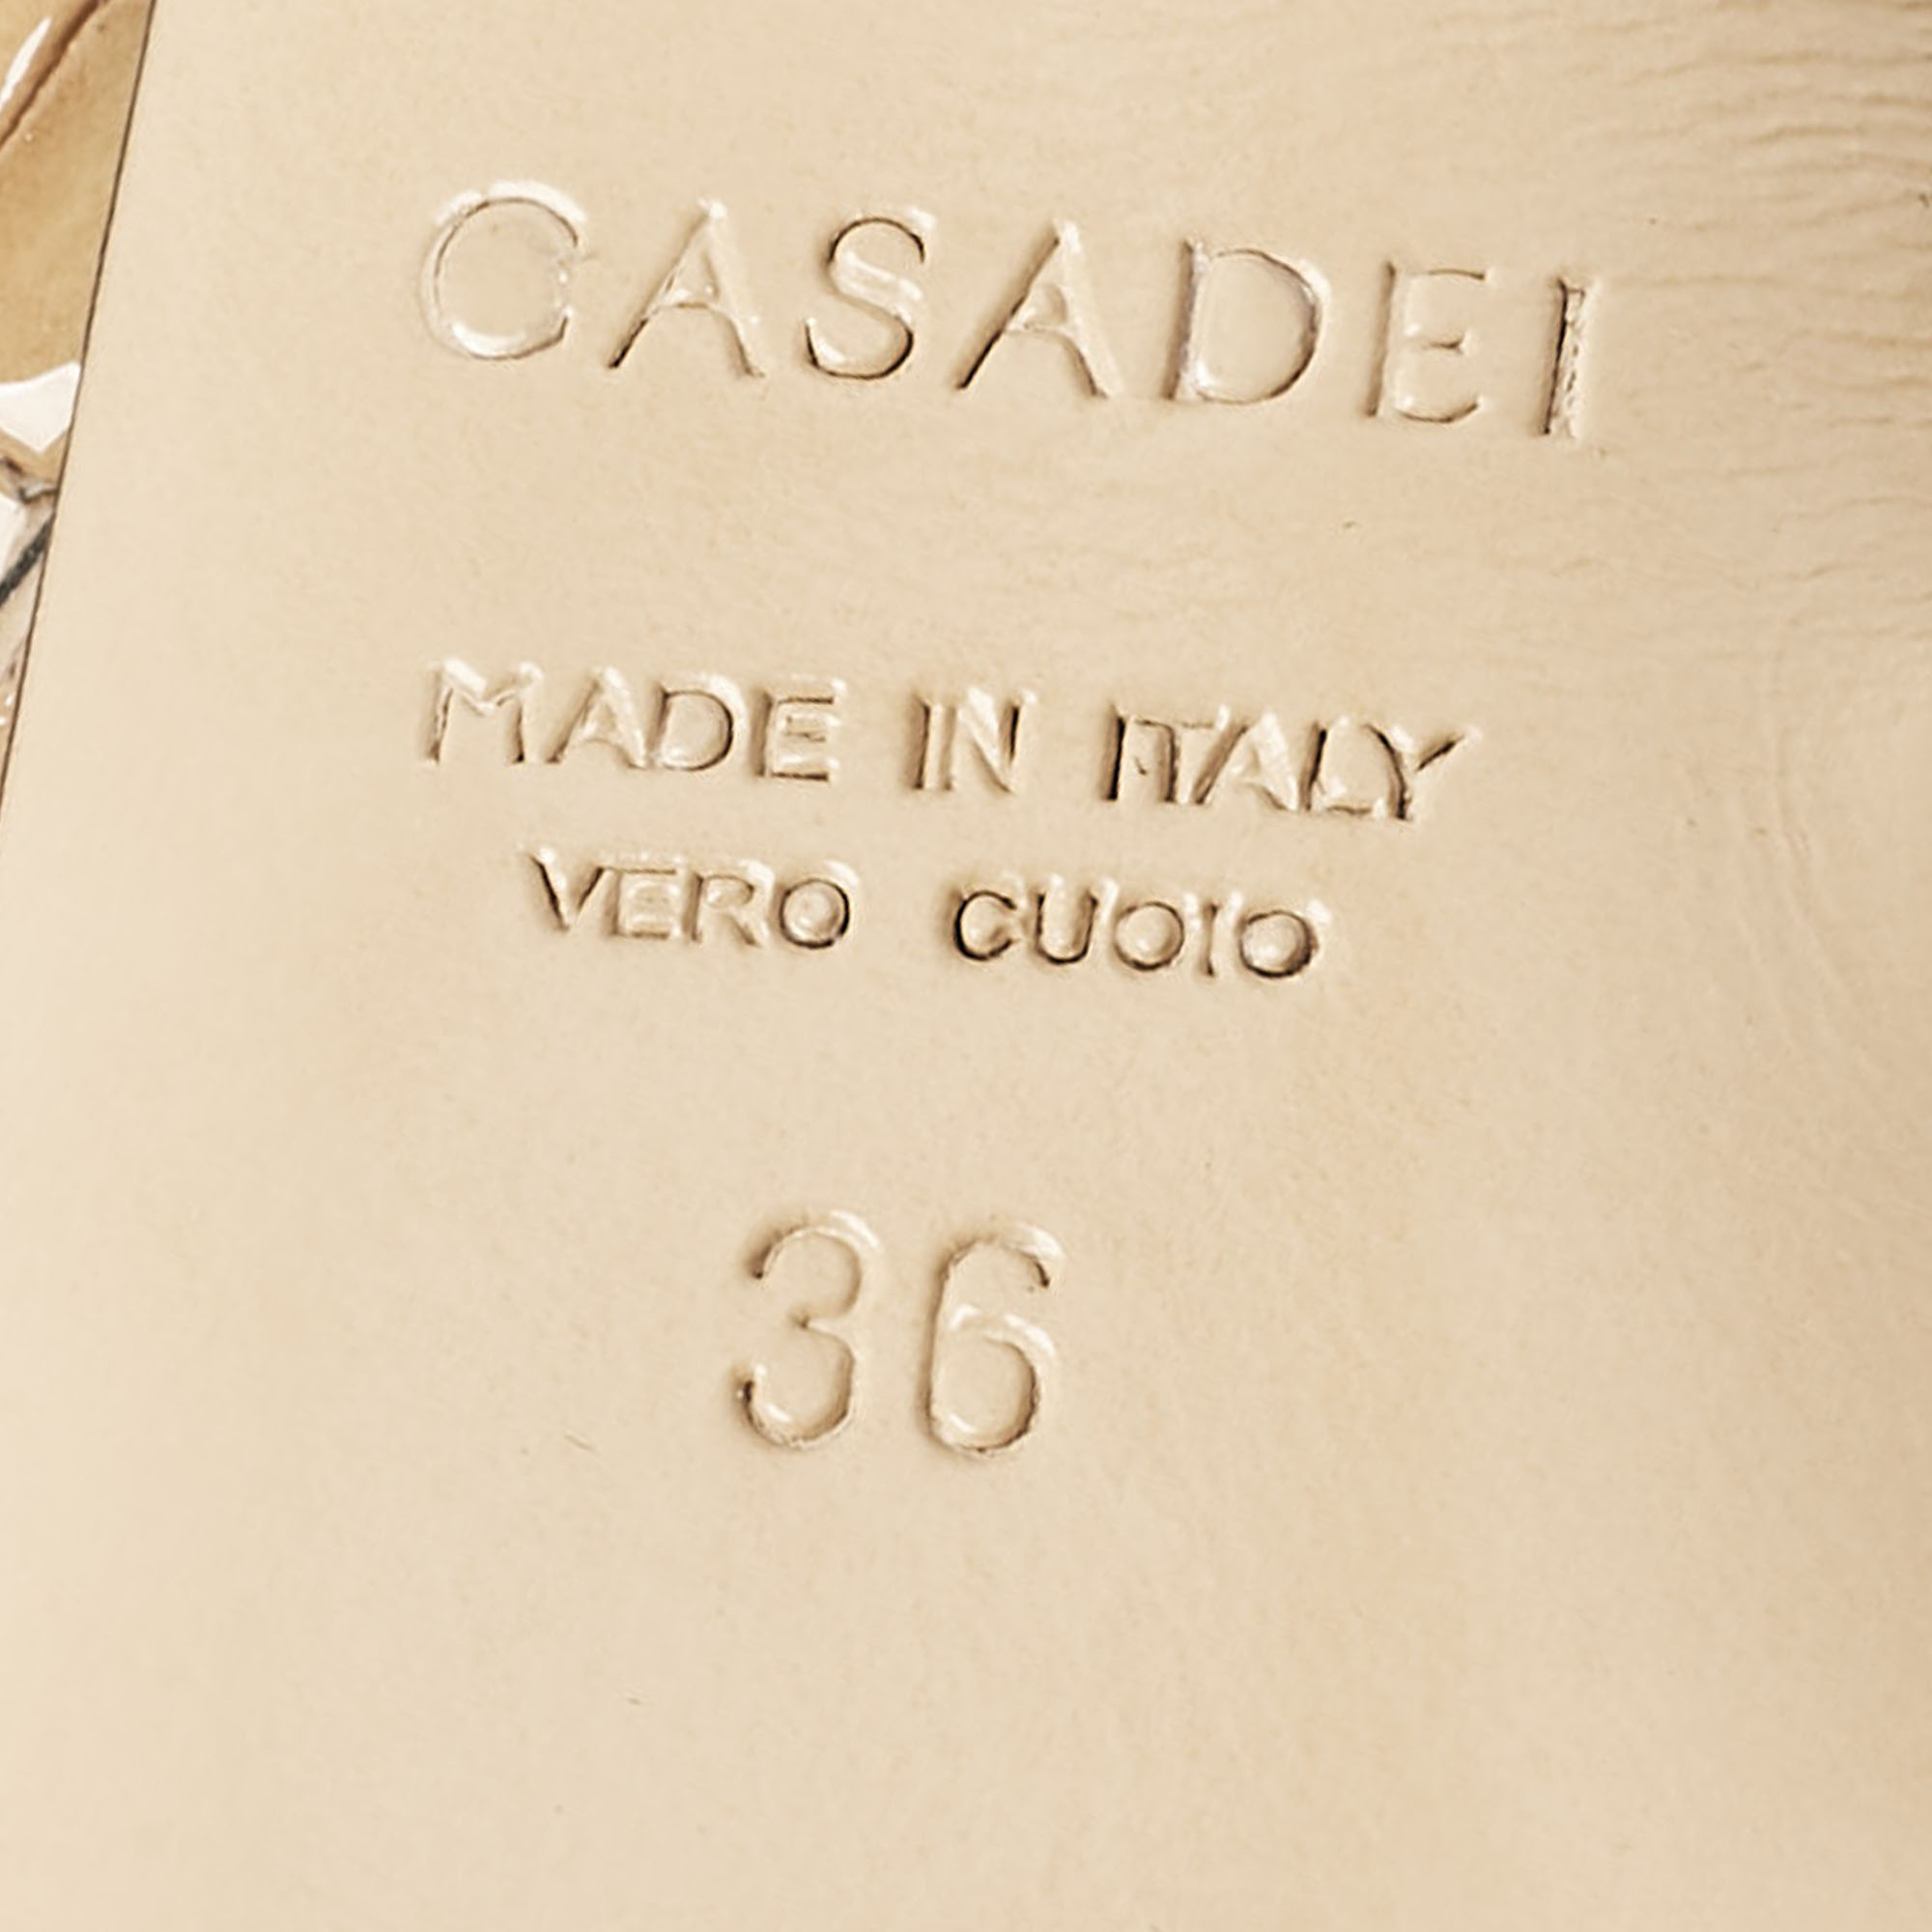 CASADEI
MADE IN ITALY
VERO CUOIO
36